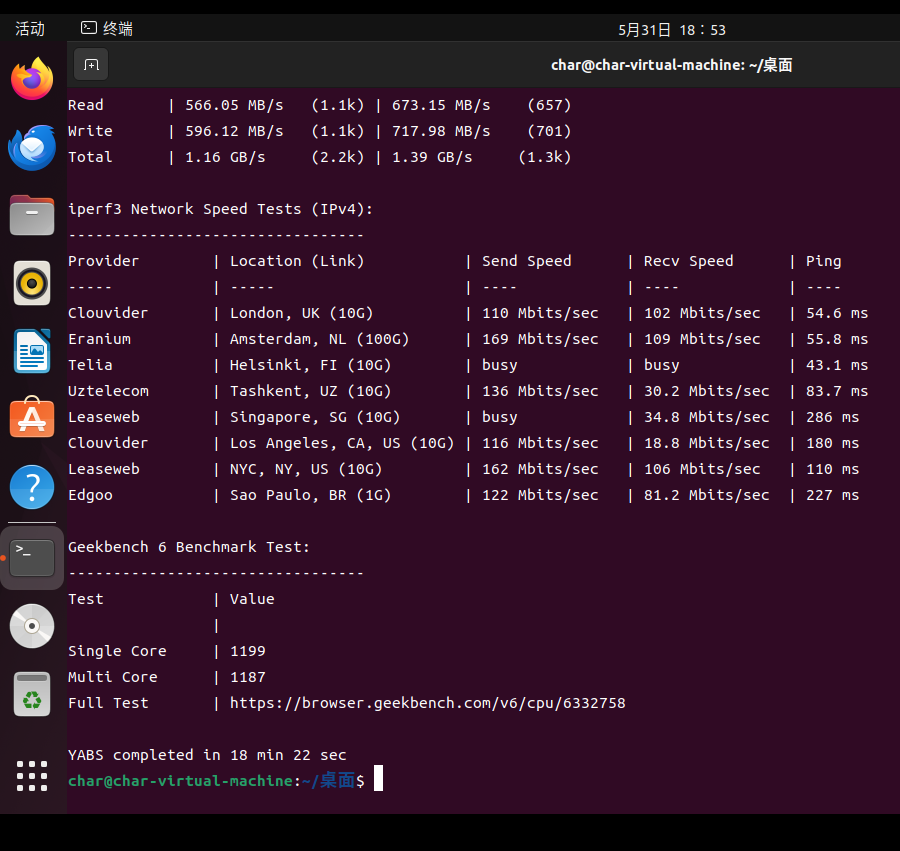 活动 终端 5月31日 18：53
char@char-virtual-machine: ~/桌面
Read | 566.05 MB/s (1.1k) | 673.15 MB/s (657)
Write | 596.12 MB/s (1.1k) | 717.98 MB/s (701)
Total | 1.16 GB/s (2.2k) | 1.39 GB/s (1.3k)
iperf3 Network Speed Tests (IPv4):
---------------------------------
Provider | Location (Link) | Send Speed | Recv Speed | Ping
----- | ----- | ---- | ---- | ----
Clouvider | London, UK (10G) | 110 Mbits/sec | 102 Mbits/sec | 54.6 ms
Eranium | Amsterdam, NL (100G) | 169 Mbits/sec | 109 Mbits/sec | 55.8 ms
Telia | Helsinki, FI (10G) | busy | busy | 43.1 ms
Uztelecom | Tashkent, UZ (10G) | 136 Mbits/sec | 30.2 Mbits/sec | 83.7 ms
Leaseweb | Singapore, SG (10G) | busy | 34.8 Mbits/sec | 286 ms
Clouvider | Los Angeles, CA, US (10G) | 116 Mbits/sec | 18.8 Mbits/sec | 180 ms
Leaseweb | NYC, NY, US (10G) | 162 Mbits/sec | 106 Mbits/sec | 110 ms
Edgoo | Sao Paulo, BR (1G) | 122 Mbits/sec | 81.2 Mbits/sec | 227 ms
Geekbench 6 Benchmark Test:
---------------------------------
Test | Value
|
Single Core | 1199
Multi Core | 1187
Full Test | https://browser.geekbench.com/v6/cpu/6332758
YABS completed in 18 min 22 sec
char@char-virtual-machine:~/桌面$